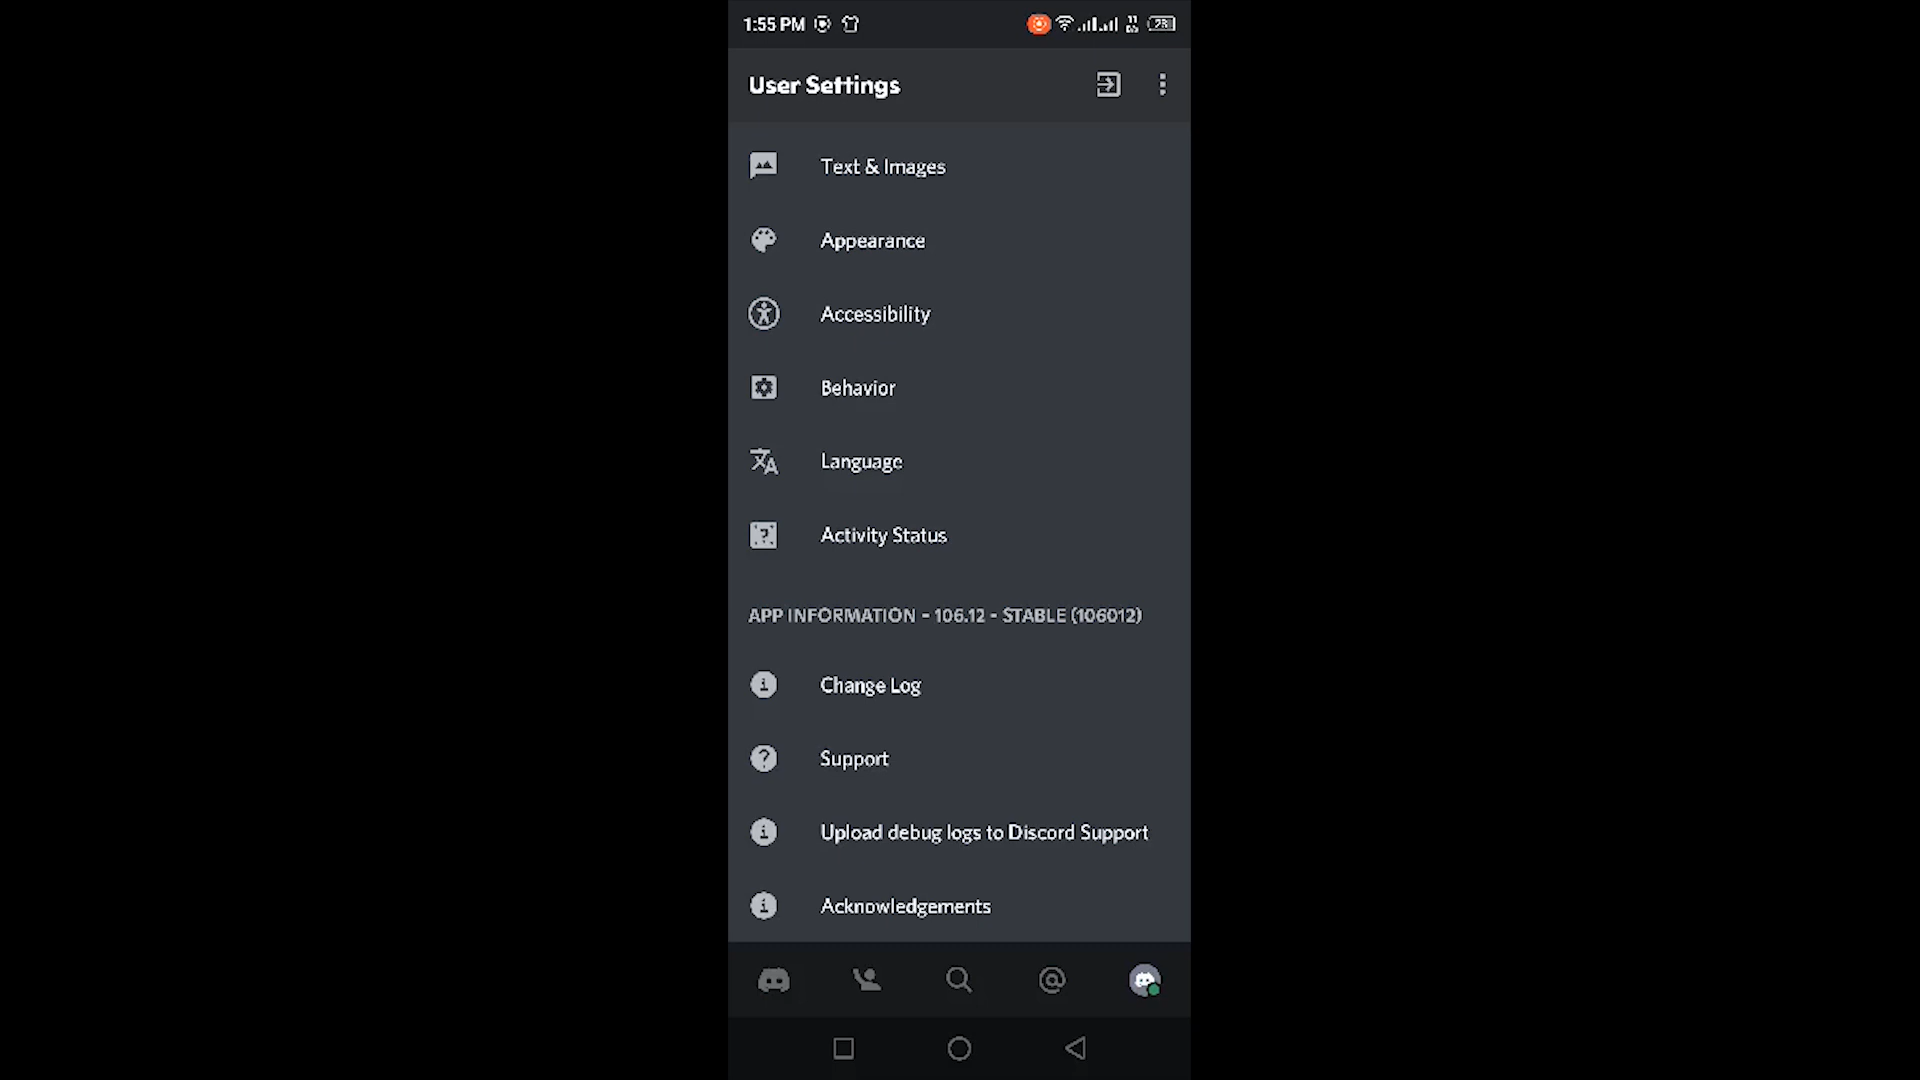 1:55 PM
28
User Settings
Text & Images
Appearance
Accessibility
Behavior
Language
Activity Status
APP INFORMATION - 106.12 - STABLE (106012)
Change Log
Support
Upload debug logs to Discord Support
Acknowledgements